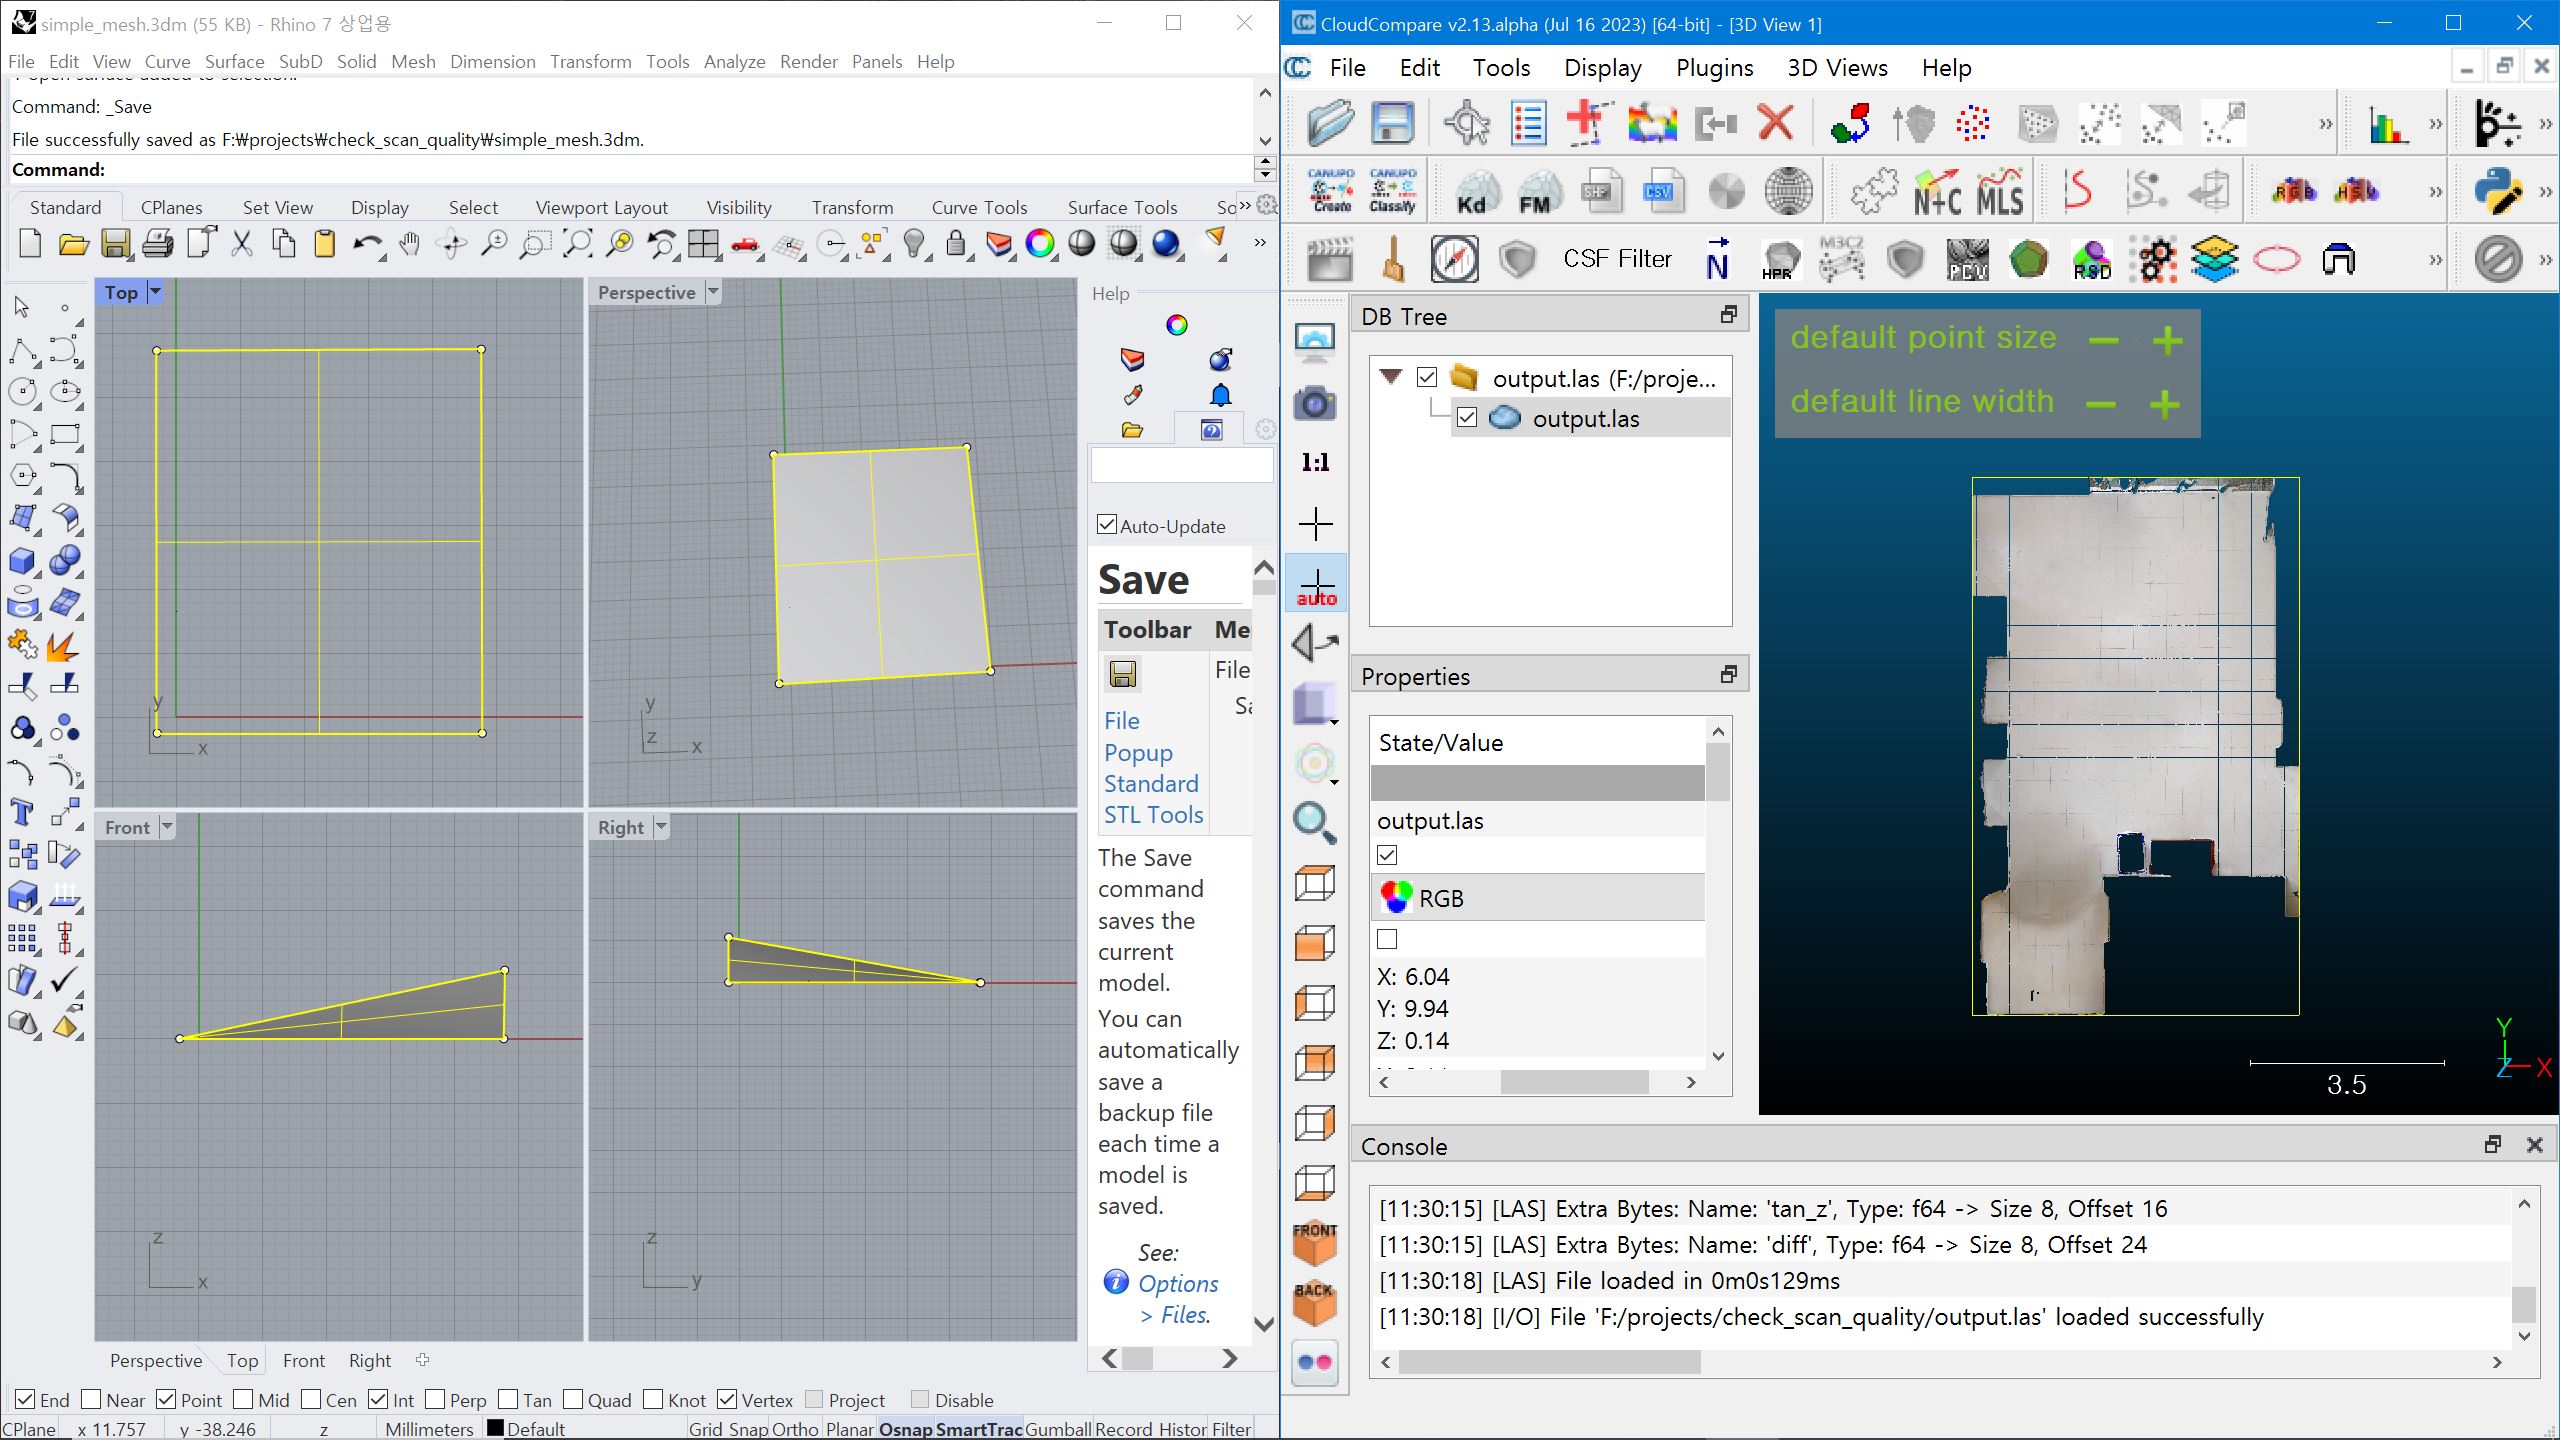 simple_mesh.3dm (55 KB) - Rhino 7 상업용
File Edit View Curve Surface SubD Solid Mesh Dimension Transform Tools Analyze Render Panels Help
Command: _Save
File successfully saved as F:₩projects₩check_scan_quality₩simple_mesh.3dm.
Command:
Standard CPlanes Set View Display Select Viewport Layout Visibility Transform Curve Tools Surface Tools So
Top
Perspective
y
x
y
z
x
Front
Right
z
x
z
y
Help
Auto-Update
Save
Toolbar Me
File
File
Sa
Popup
Standard
STL Tools
The Save
command
saves the
current
model.
You can
automatically
save a
backup file
each time a
model is
saved.
See:
Options
> Files.
Perspective Top Front Right
End Near Point Mid Cen Int Perp Tan Quad Knot Vertex Project Disable
CPlane x 11.757 y -38.246 z Millimeters Default Grid Snap Ortho Planar Osnap SmartTrac Gumball Record Histor Filter
CloudCompare v2.13.alpha (Jul 16 2023) [64-bit] - [3D View 1]
File Edit Tools Display Plugins 3D Views Help
CANUPO Create
CANUPO Classify
Kd
FM
SHP
CSV
N+C
MLS
RGB
HSV
CSF Filter
N
HPR
M3C2
PCV
RSD
1:1
auto
FRONT
BACK
DB Tree
output.las (F:/proje...
output.las
Properties
State/Value
output.las
RGB
X: 6.04
Y: 9.94
Z: 0.14
default point size
default line width
Y
Z
X
3.5
Console
[11:30:15] [LAS] Extra Bytes: Name: 'tan_z', Type: f64 -> Size 8, Offset 16
[11:30:15] [LAS] Extra Bytes: Name: 'diff', Type: f64 -> Size 8, Offset 24
[11:30:18] [LAS] File loaded in 0m0s129ms
[11:30:18] [I/O] File 'F:/projects/check_scan_quality/output.las' loaded successfully